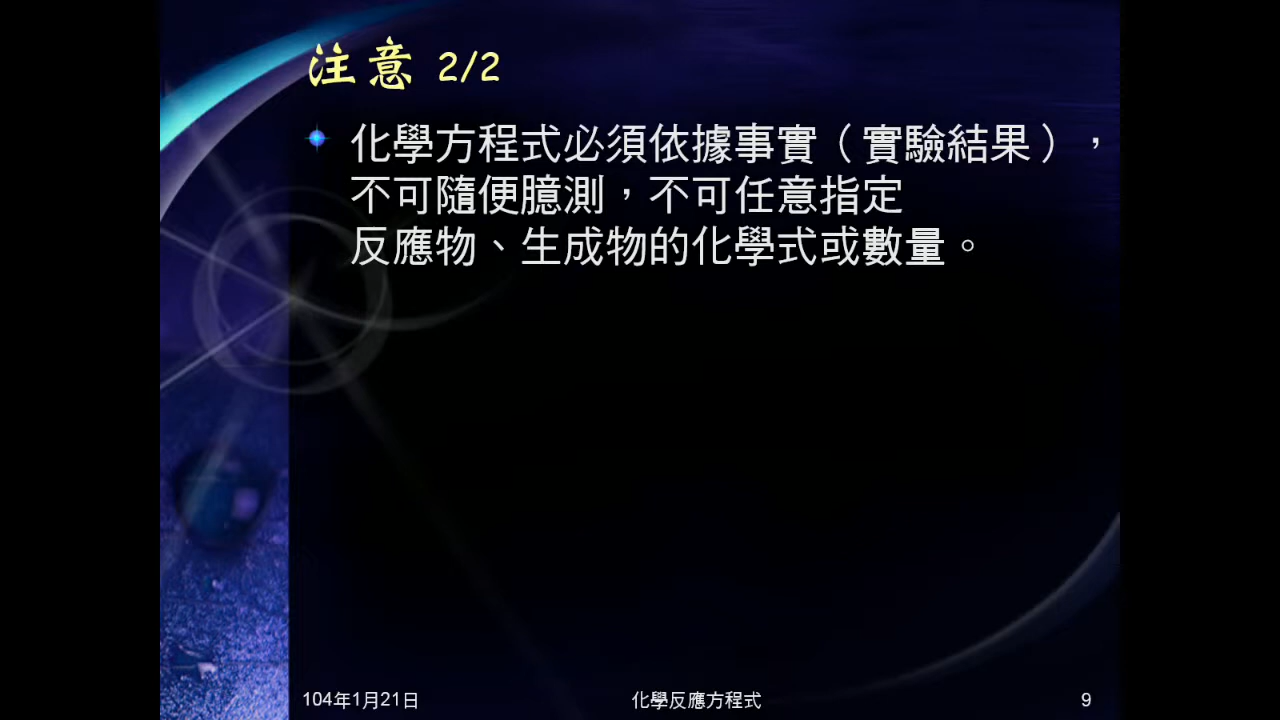 注意 2/2
化學方程式必須依據事實（實驗結果），
不可隨便臆測，不可任意指定
反應物、生成物的化學式或數量。
104年1月21日
化學反應方程式
9